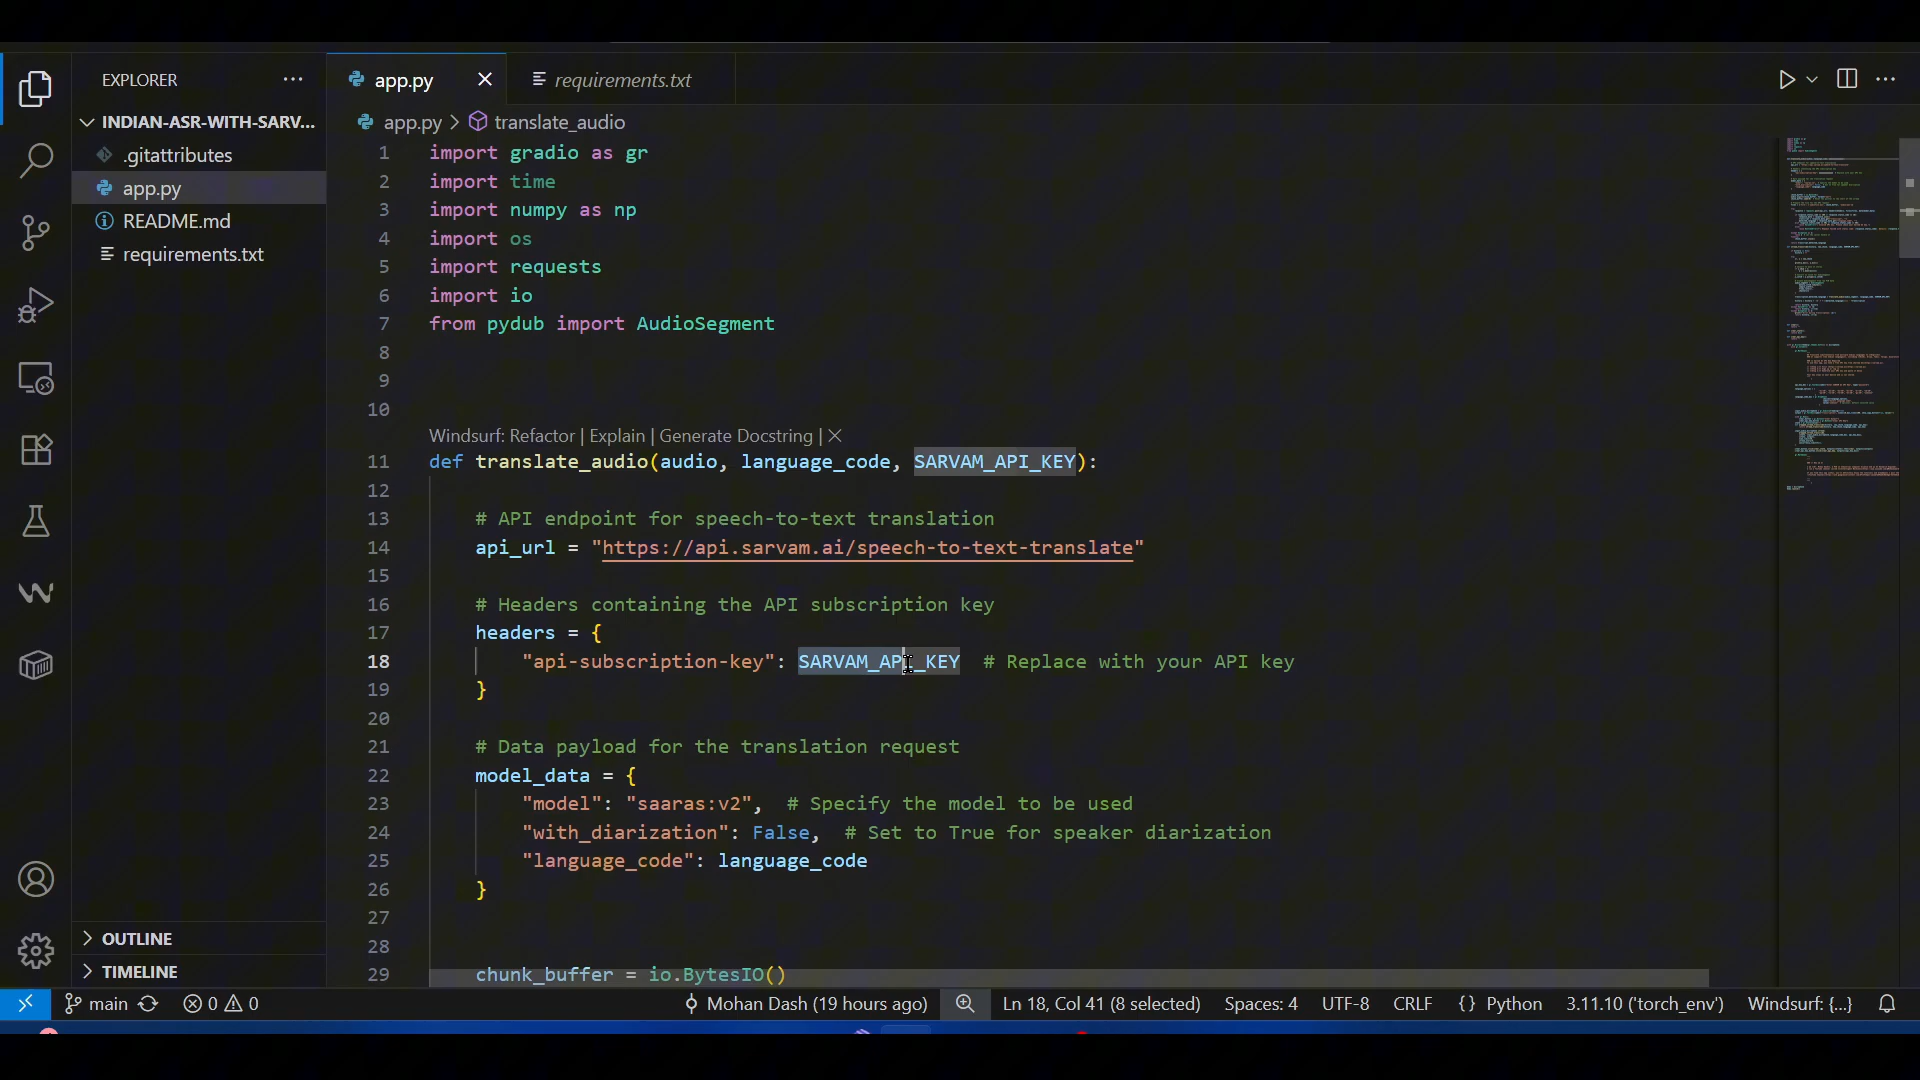 EXPLORER
INDIAN-ASR-WITH-SARV...
.gitattributes
app.py
README.md
requirements.txt
OUTLINE
TIMELINE
app.py
requirements.txt
app.py > translate_audio
1 import gradio as gr
2 import time
3 import numpy as np
4 import os
5 import requests
6 import io
7 from pydub import AudioSegment
8
9
10
Windsurf: Refactor | Explain | Generate Docstring | X
11 def translate_audio(audio, language_code, SARVAM_API_KEY):
12
13 # API endpoint for speech-to-text translation
14 api_url = "https://api.sarvam.ai/speech-to-text-translate"
15
16 # Headers containing the API subscription key
17 headers = {
18 "api-subscription-key": SARVAM_API_KEY # Replace with your API key
19 }
20
21 # Data payload for the translation request
22 model_data = {
23 "model": "saaras:v2", # Specify the model to be used
24 "with_diarization": False, # Set to True for speaker diarization
25 "language_code": language_code
26 }
27
28
29 chunk_buffer = io.BytesIO()
main 0 0 Mohan Dash (19 hours ago) Ln 18, Col 41 (8 selected) Spaces: 4 UTF-8 CRLF {} Python 3.11.10 ('torch_env') Windsurf: {...}